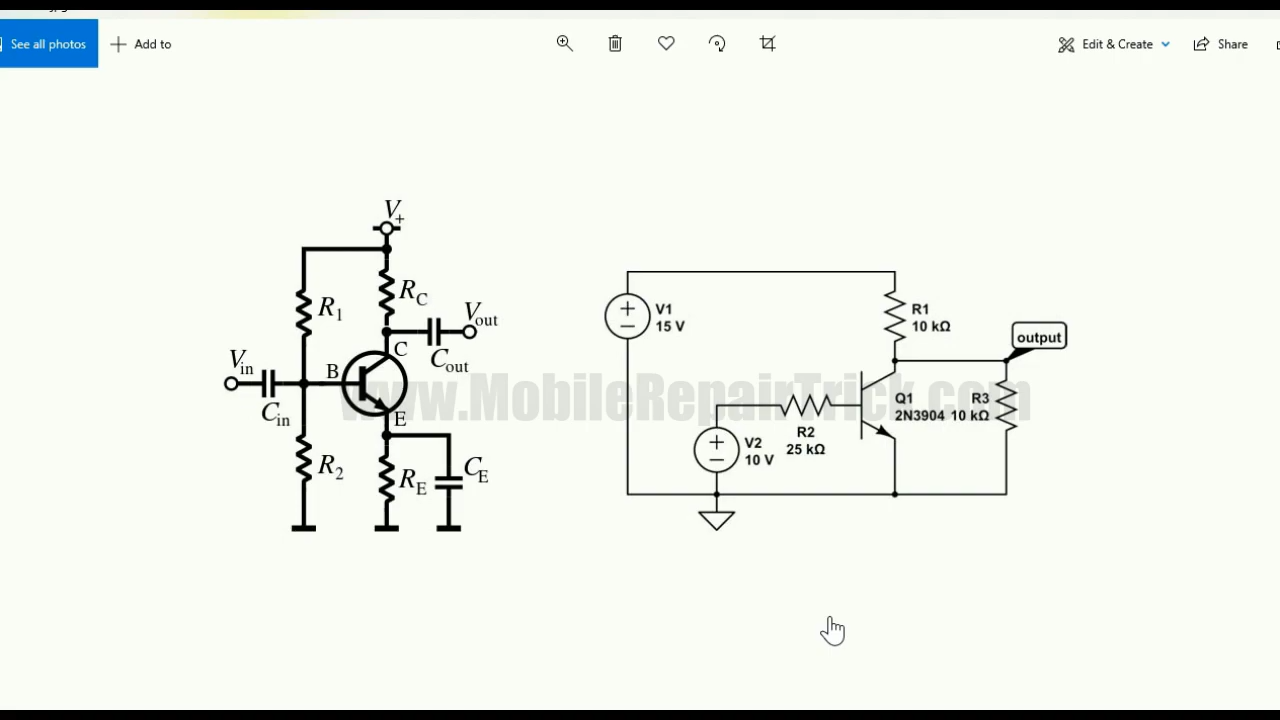 See all photos
Add to
Edit & Create
Share
V+
R1
RC
Vout
C
Cout
Vin
B
Cin
E
R2
RE
CE
V1
15 V
R1
10 kΩ
output
Q1
2N3904
R3
10 kΩ
R2
25 kΩ
V2
10 V
www.MobileRepairTrick.com